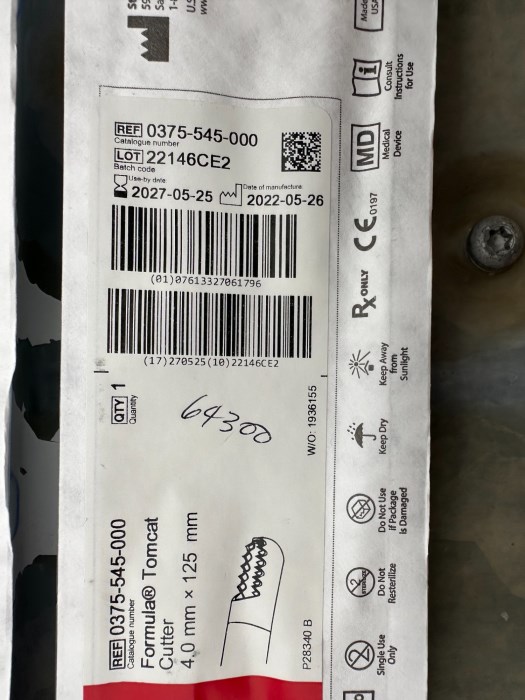 REF 0375-545-000
Catalogue number
LOT 22146CE2
Batch code
Use-by date
2027-05-25
Date of manufacture
2022-05-26
(01)07613327061796
(17)270525(10)22146CE2
QTY 1
Quantity
64300
W/O: 1936155
REF 0375-545-000
Catalogue number
Formula® Tomcat
Cutter
4,0 mm × 125 mm
P28340 B
Made
USA
Consult
Instructions
for Use
MD
Medical
Device
CE 0197
Rx ONLY
Keep Away
from
Sunlight
Keep Dry
Do Not Use
if Package
is Damaged
2
Do Not
Resterilize
2
Single Use
Only